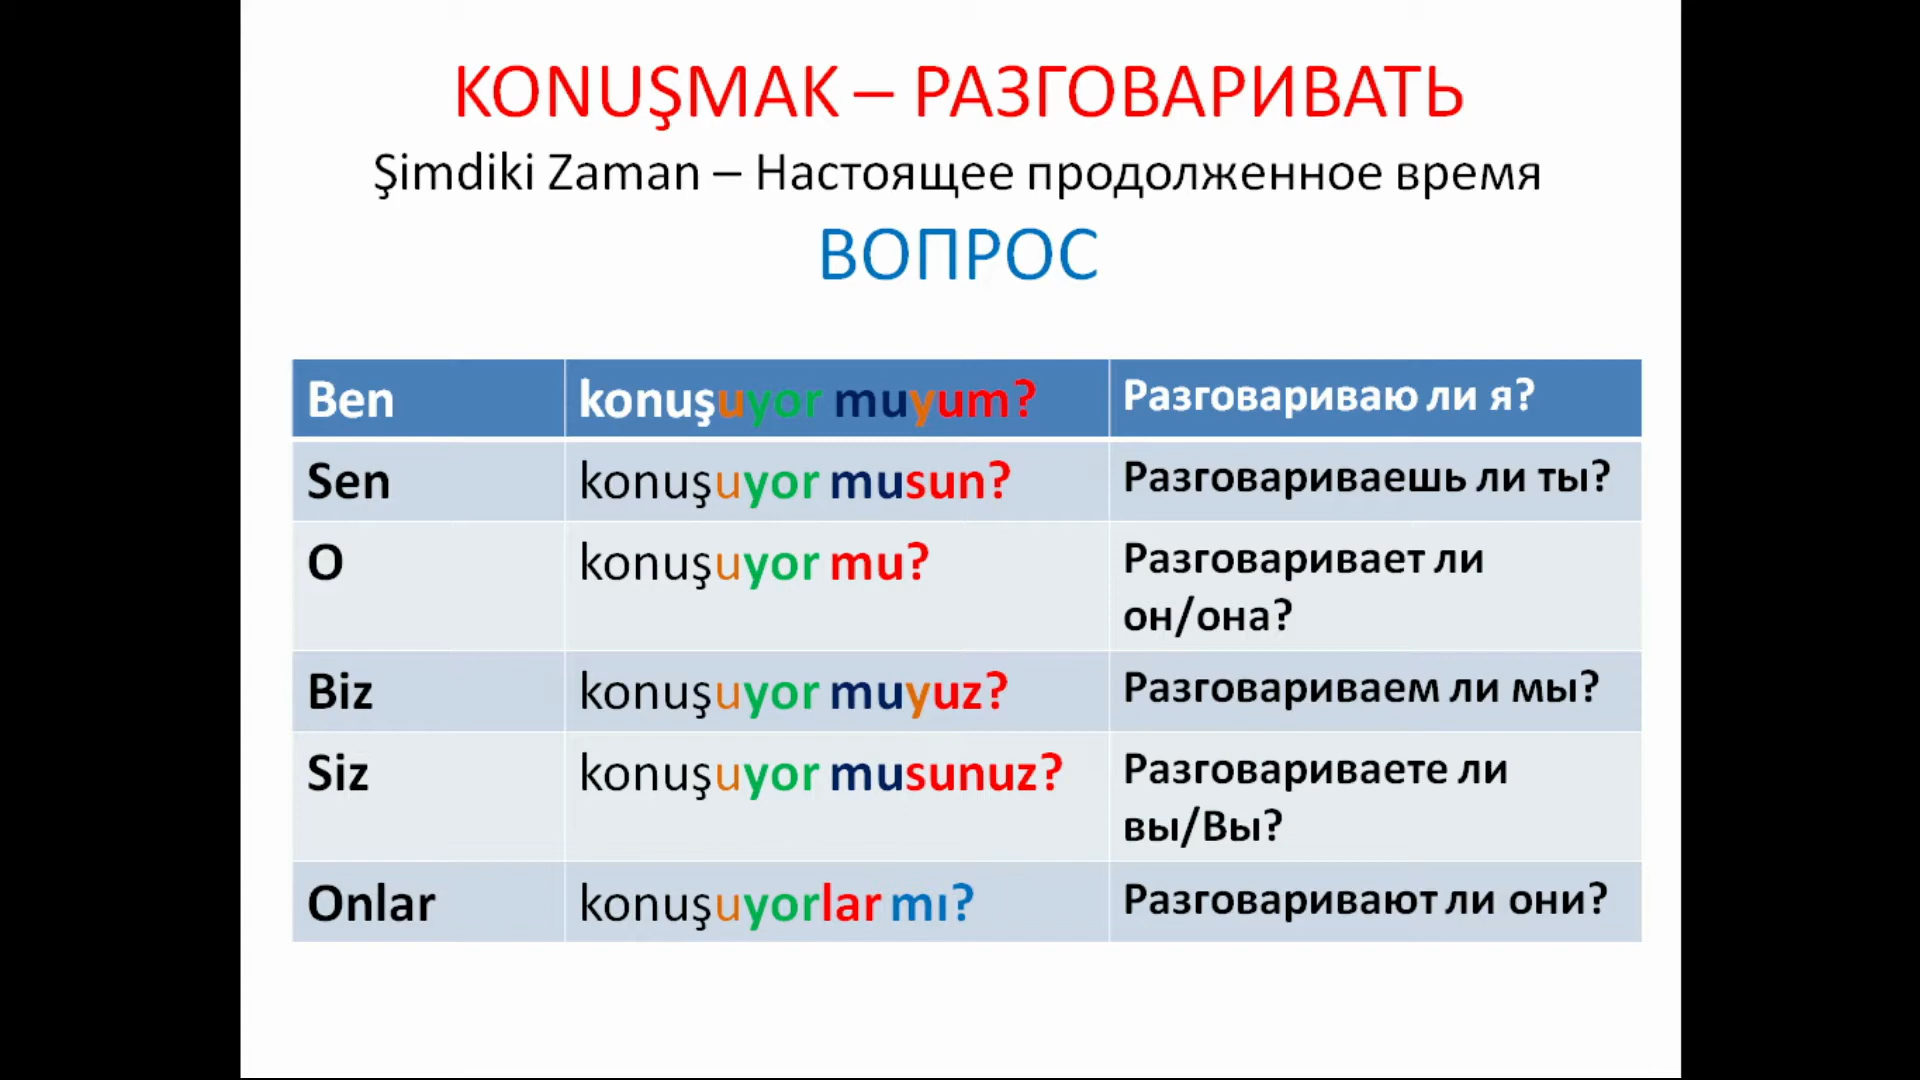 KONUŞMAK – РАЗГОВАРИВАТЬ
Şimdiki Zaman – Настоящее продолженное время
ВОПРОС
Ben konuşuyor muyum? Разговариваю ли я?
Sen konuşuyor musun? Разговариваешь ли ты?
O konuşuyor mu? Разговаривает ли
он/она?
Biz konuşuyor muyuz? Разговариваем ли мы?
Siz konuşuyor musunuz? Разговариваете ли
вы/Вы?
Onlar konuşuyorlar mı? Разговаривают ли они?